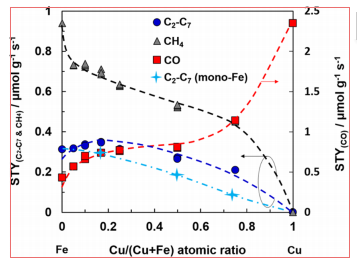 C₂-C₇
CH₄
CO
C₂-C₇ (mono-Fe)
1
0.8
0.6
0.4
0.2
0
2.5
2
1.5
1
0.5
0
STY(C₂-C₇ & CH₄) / μmol g⁻¹ s⁻¹
STY(CO) / μmol g⁻¹ s⁻¹
0 0.2 0.4 0.6 0.8 1
Fe Cu/(Cu+Fe) atomic ratio Cu